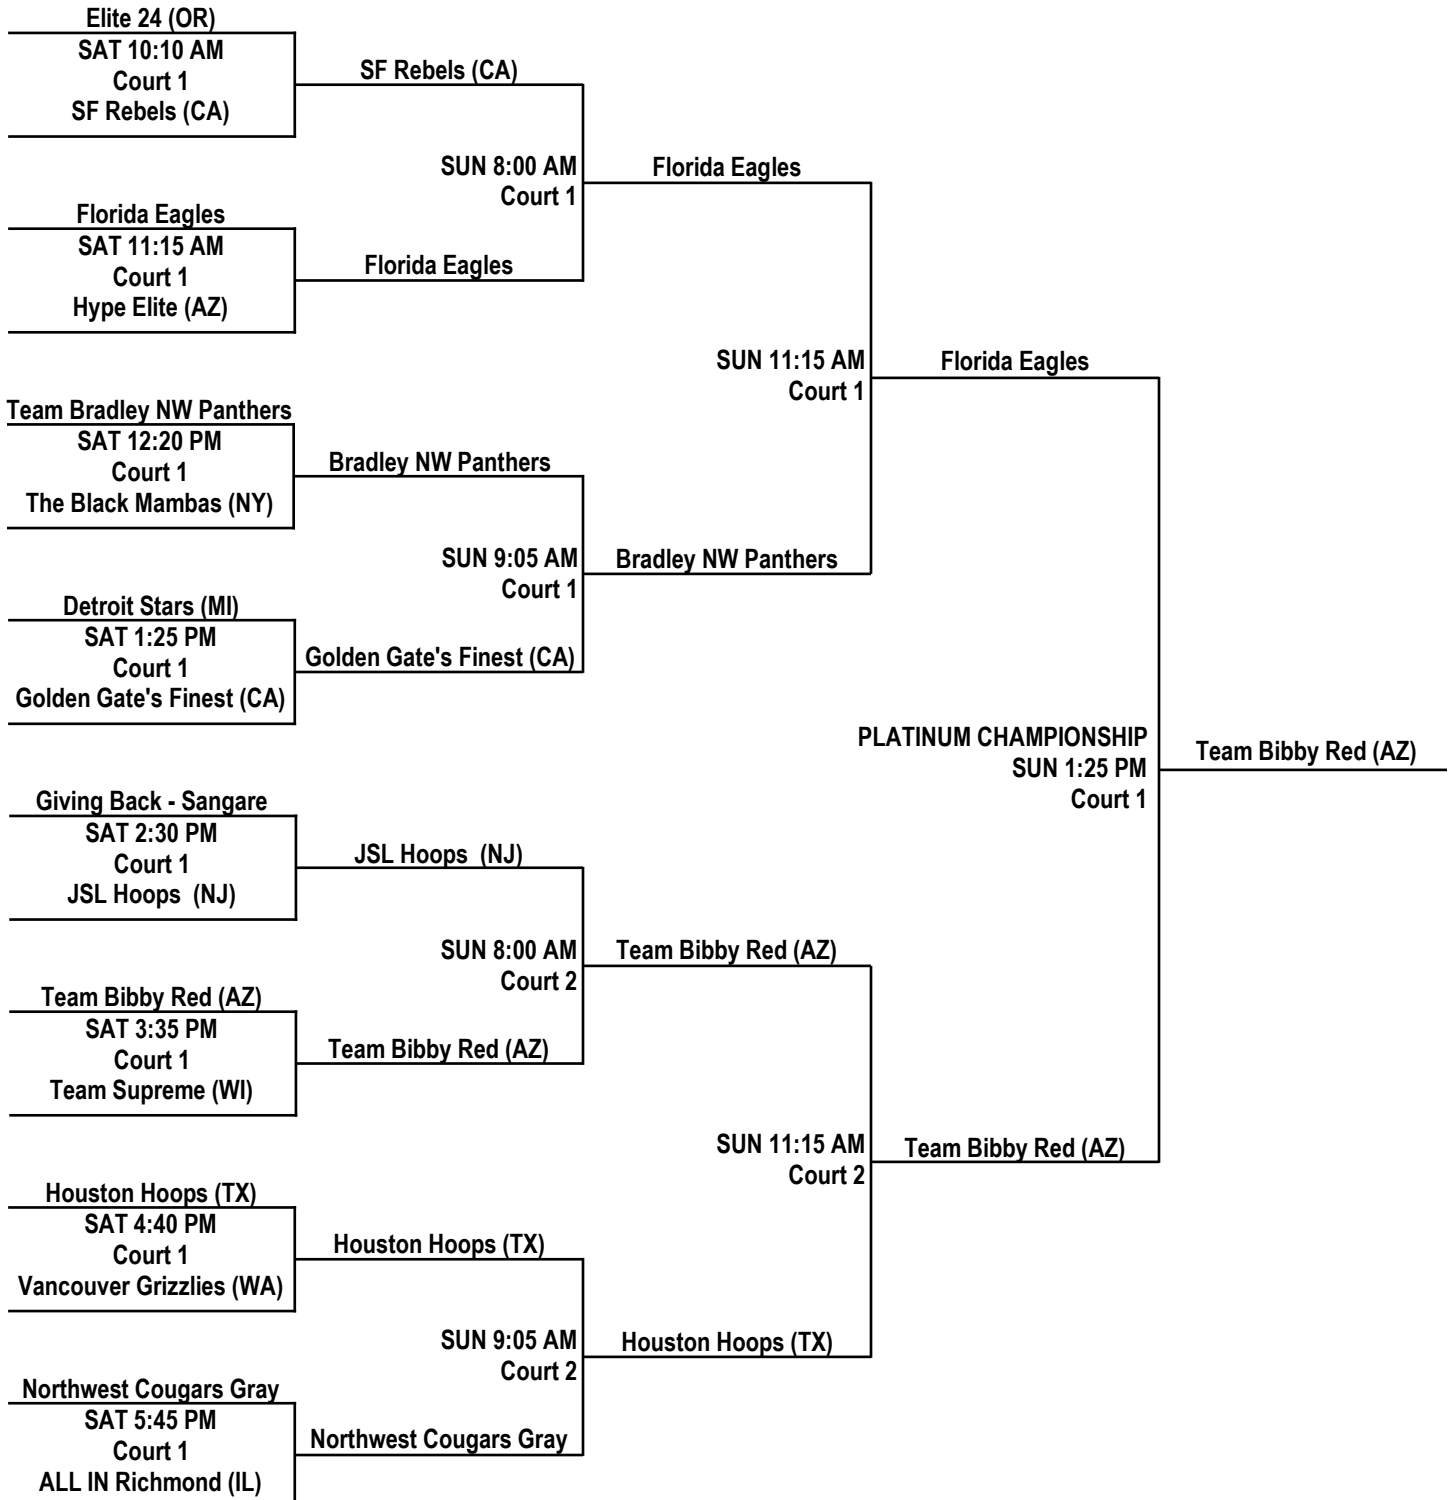 Elite 24 (OR)
SAT 10:10 AM
Court 1
SF Rebels (CA)
SF Rebels (CA)
SUN 8:00 AM
Court 1
Florida Eagles
Florida Eagles
SAT 11:15 AM
Court 1
Hype Elite (AZ)
Florida Eagles
SUN 11:15 AM
Court 1
Florida Eagles
Team Bradley NW Panthers
SAT 12:20 PM
Court 1
The Black Mambas (NY)
Bradley NW Panthers
SUN 9:05 AM
Court 1
Bradley NW Panthers
Detroit Stars (MI)
SAT 1:25 PM
Court 1
Golden Gate's Finest (CA)
Golden Gate's Finest (CA)
PLATINUM CHAMPIONSHIP
SUN 1:25 PM
Court 1
Team Bibby Red (AZ)
Giving Back - Sangare
SAT 2:30 PM
Court 1
JSL Hoops  (NJ)
JSL Hoops  (NJ)
SUN 8:00 AM
Court 2
Team Bibby Red (AZ)
Team Bibby Red (AZ)
SAT 3:35 PM
Court 1
Team Supreme (WI)
Team Bibby Red (AZ)
SUN 11:15 AM
Court 2
Team Bibby Red (AZ)
Houston Hoops (TX)
SAT 4:40 PM
Court 1
Vancouver Grizzlies (WA)
Houston Hoops (TX)
SUN 9:05 AM
Court 2
Houston Hoops (TX)
Northwest Cougars Gray
SAT 5:45 PM
Court 1
ALL IN Richmond (IL)
Northwest Cougars Gray